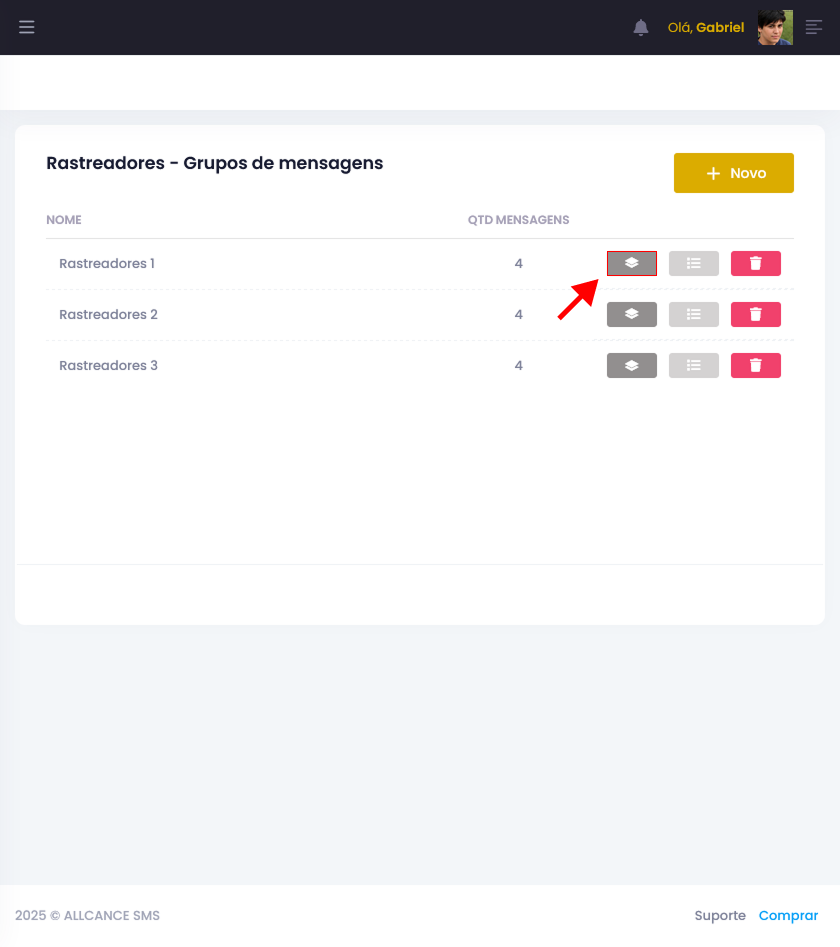 Olá, Gabriel
Rastreadores - Grupos de mensagens
Novo
NOME QTD MENSAGENS
Rastreadores 1 4
Rastreadores 2 4
Rastreadores 3 4
2025 © ALLCANCE SMS Suporte Comprar